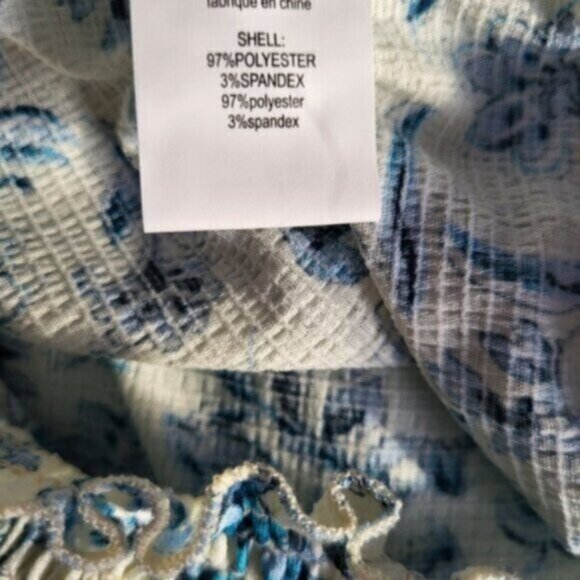 fabriqué en chine
SHELL:
97%POLYESTER
3%SPANDEX
97%polyester
3%spandex